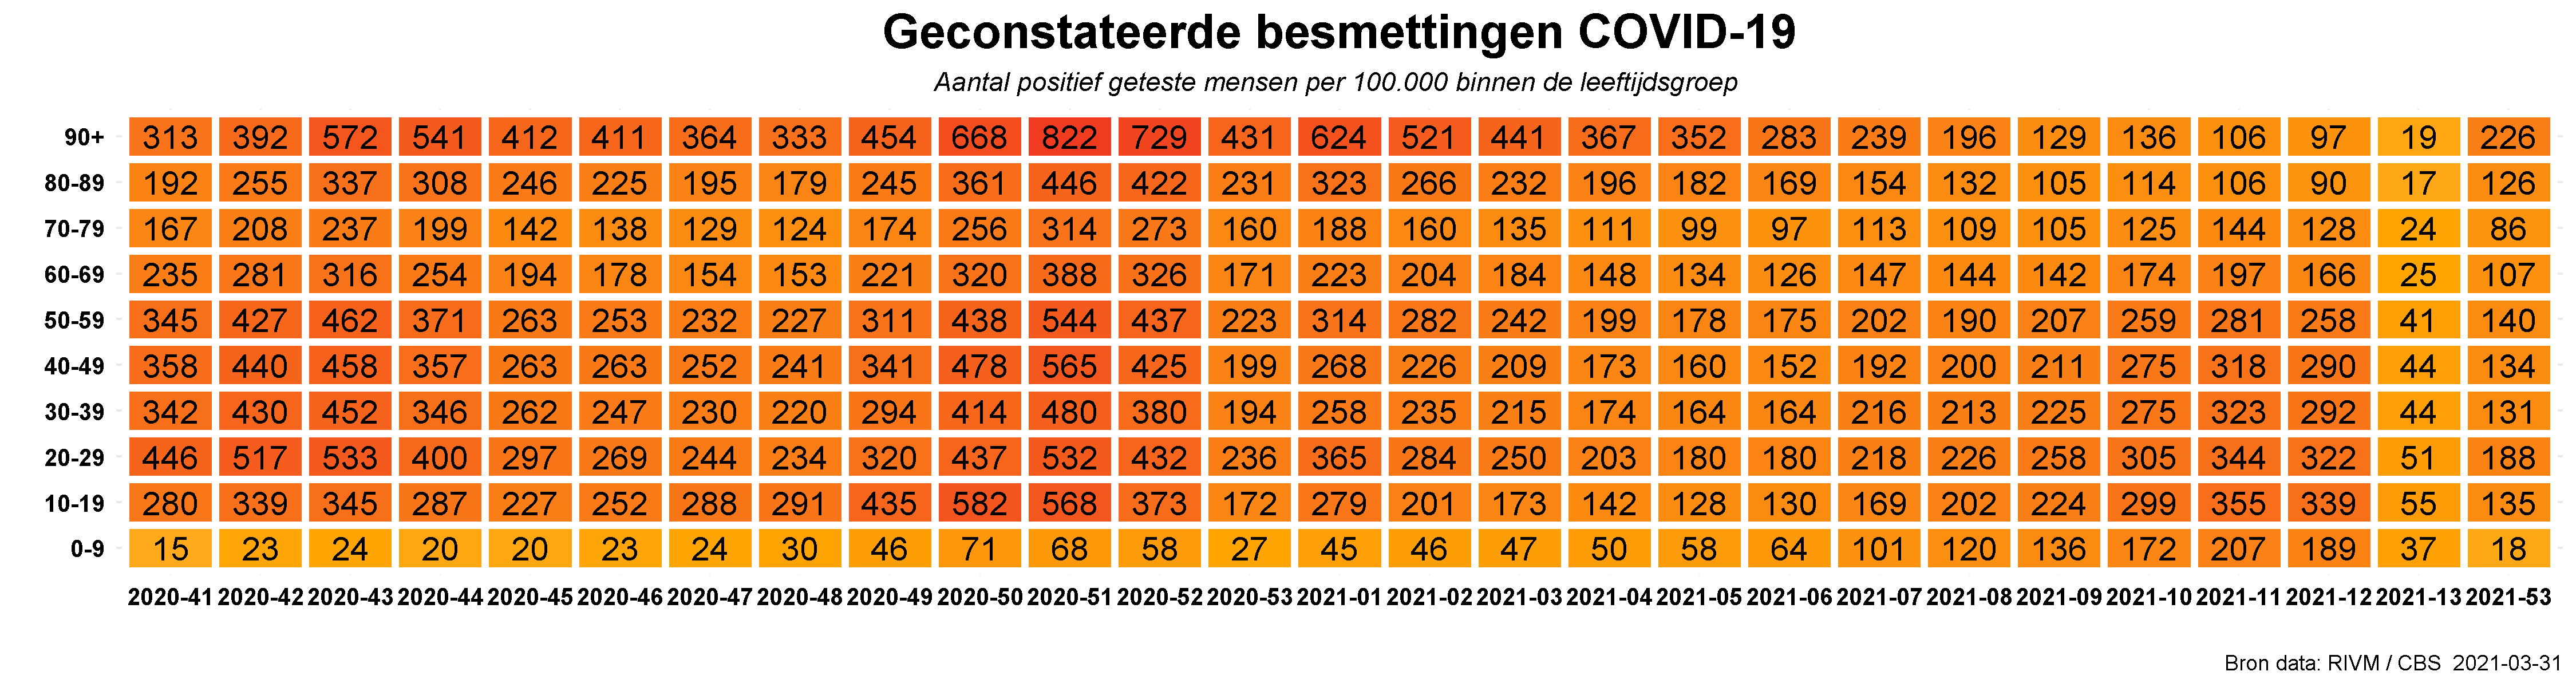 Geconstateerde besmettingen COVID-19
Aantal positief geteste mensen per 100.000 binnen de leeftijdsgroep
90+ 313 392 572 541 412 411 364 333 454 668 822 729 431 624 521 441 367 352 283 239 196 129 136 106 97 19 226
80-89 192 255 337 308 246 225 195 179 245 361 446 422 231 323 266 232 196 182 169 154 132 105 114 106 90 17 126
70-79 167 208 237 199 142 138 129 124 174 256 314 273 160 188 160 135 111 99 97 113 109 105 125 144 128 24 86
60-69 235 281 316 254 194 178 154 153 221 320 388 326 171 223 204 184 148 134 126 147 144 142 174 197 166 25 107
50-59 345 427 462 371 263 253 232 227 311 438 544 437 223 314 282 242 199 178 175 202 190 207 259 281 258 41 140
40-49 358 440 458 357 263 263 252 241 341 478 565 425 199 268 226 209 173 160 152 192 200 211 275 318 290 44 134
30-39 342 430 452 346 262 247 230 220 294 414 480 380 194 258 235 215 174 164 164 216 213 225 275 323 292 44 131
20-29 446 517 533 400 297 269 244 234 320 437 532 432 236 365 284 250 203 180 180 218 226 258 305 344 322 51 188
10-19 280 339 345 287 227 252 288 291 435 582 568 373 172 279 201 173 142 128 130 169 202 224 299 355 339 55 135
0-9 15 23 24 20 20 23 24 30 46 71 68 58 27 45 46 47 50 58 64 101 120 136 172 207 189 37 18
2020-41 2020-42 2020-43 2020-44 2020-45 2020-46 2020-47 2020-48 2020-49 2020-50 2020-51 2020-52 2020-53 2021-01 2021-02 2021-03 2021-04 2021-05 2021-06 2021-07 2021-08 2021-09 2021-10 2021-11 2021-12 2021-13 2021-53
Bron data: RIVM / CBS 2021-03-31